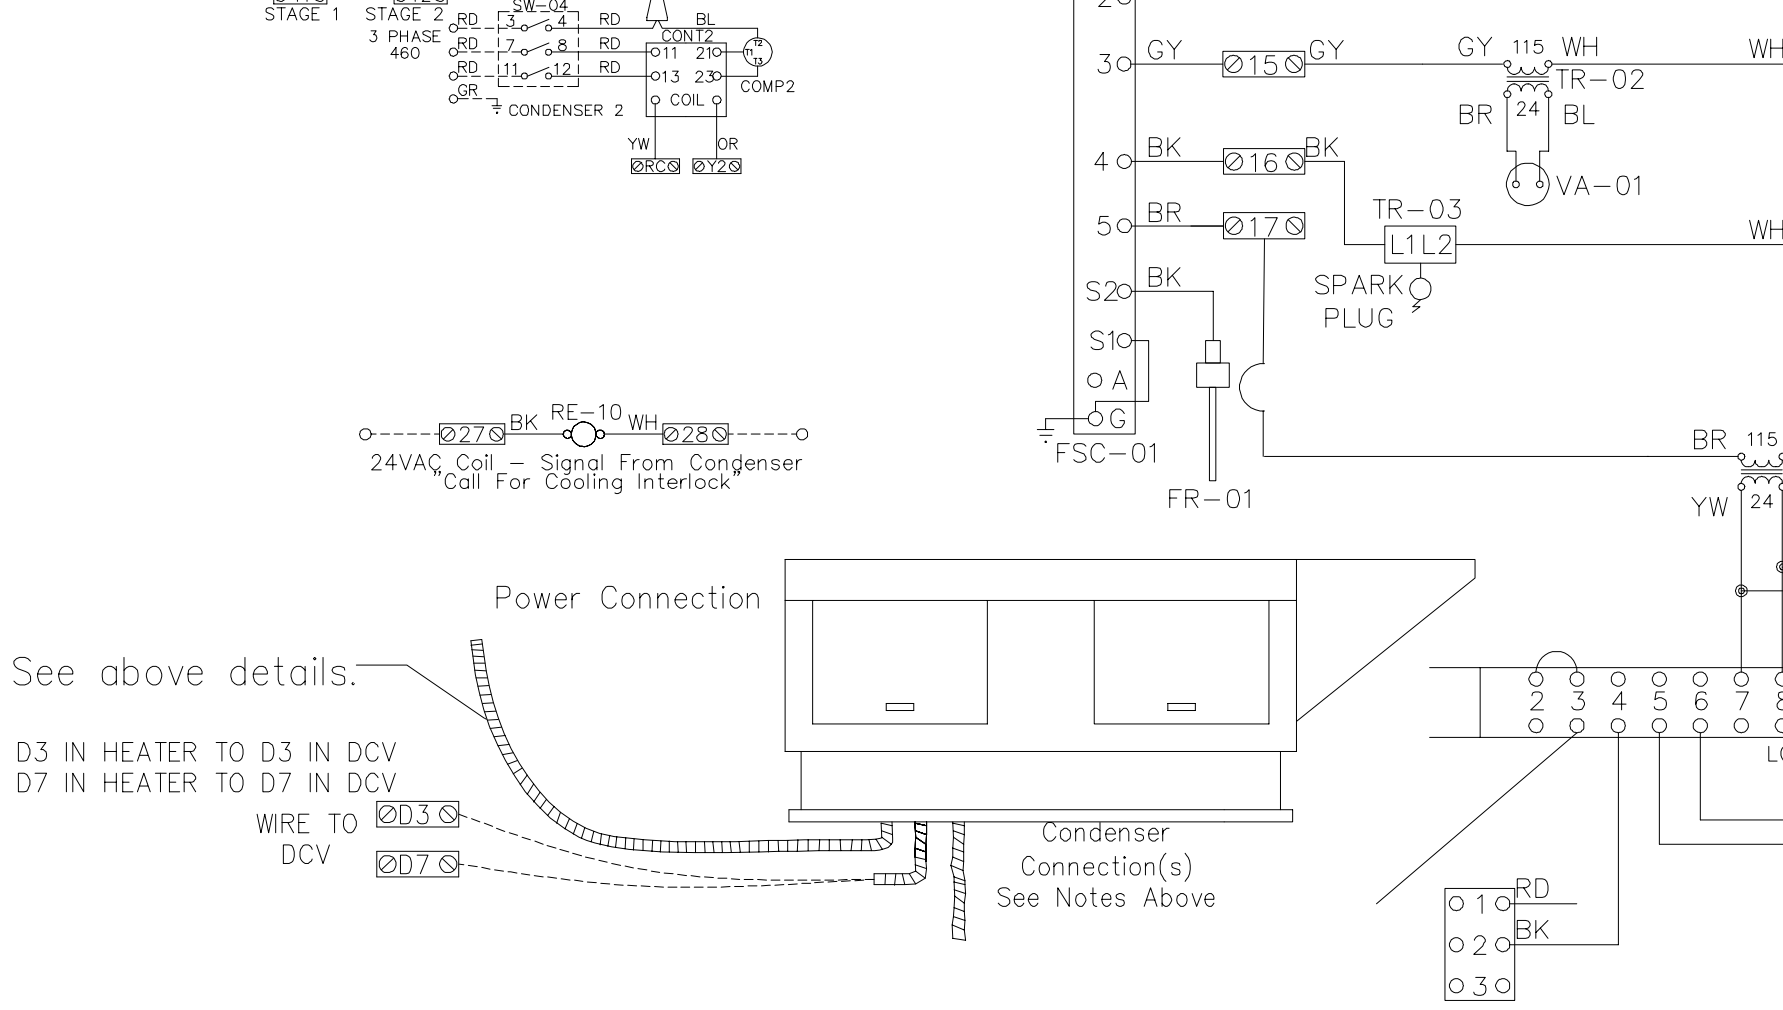 STAGE 1
STAGE 2
3 PHASE
460
SW-04
RD 3 4 RD BL
CONT2
RD 7 8 RD 11 21 T1 T2 T3
RD 11 12 RD 13 23 COMP2
GR CONDENSER 2 COIL
YW OR
RC Y2
3 GY 15 GY GY 115 WH WH
TR-02
BR 24 BL
VA-01
4 BK 16 BK
5 BR 17
TR-03
L1 L2 WH
SPARK
PLUG
S2 BK
S1
A
G
FSC-01
FR-01
27 BK RE-10 WH 28
24VAC Coil - Signal From Condenser
"Call For Cooling Interlock"
BR 115
YW 24
Power Connection
See above details.
D3 IN HEATER TO D3 IN DCV
D7 IN HEATER TO D7 IN DCV
WIRE TO
DCV
D3
D7
Condenser
Connection(s)
See Notes Above
2 3 4 5 6 7 8
1 RD
2 BK
3